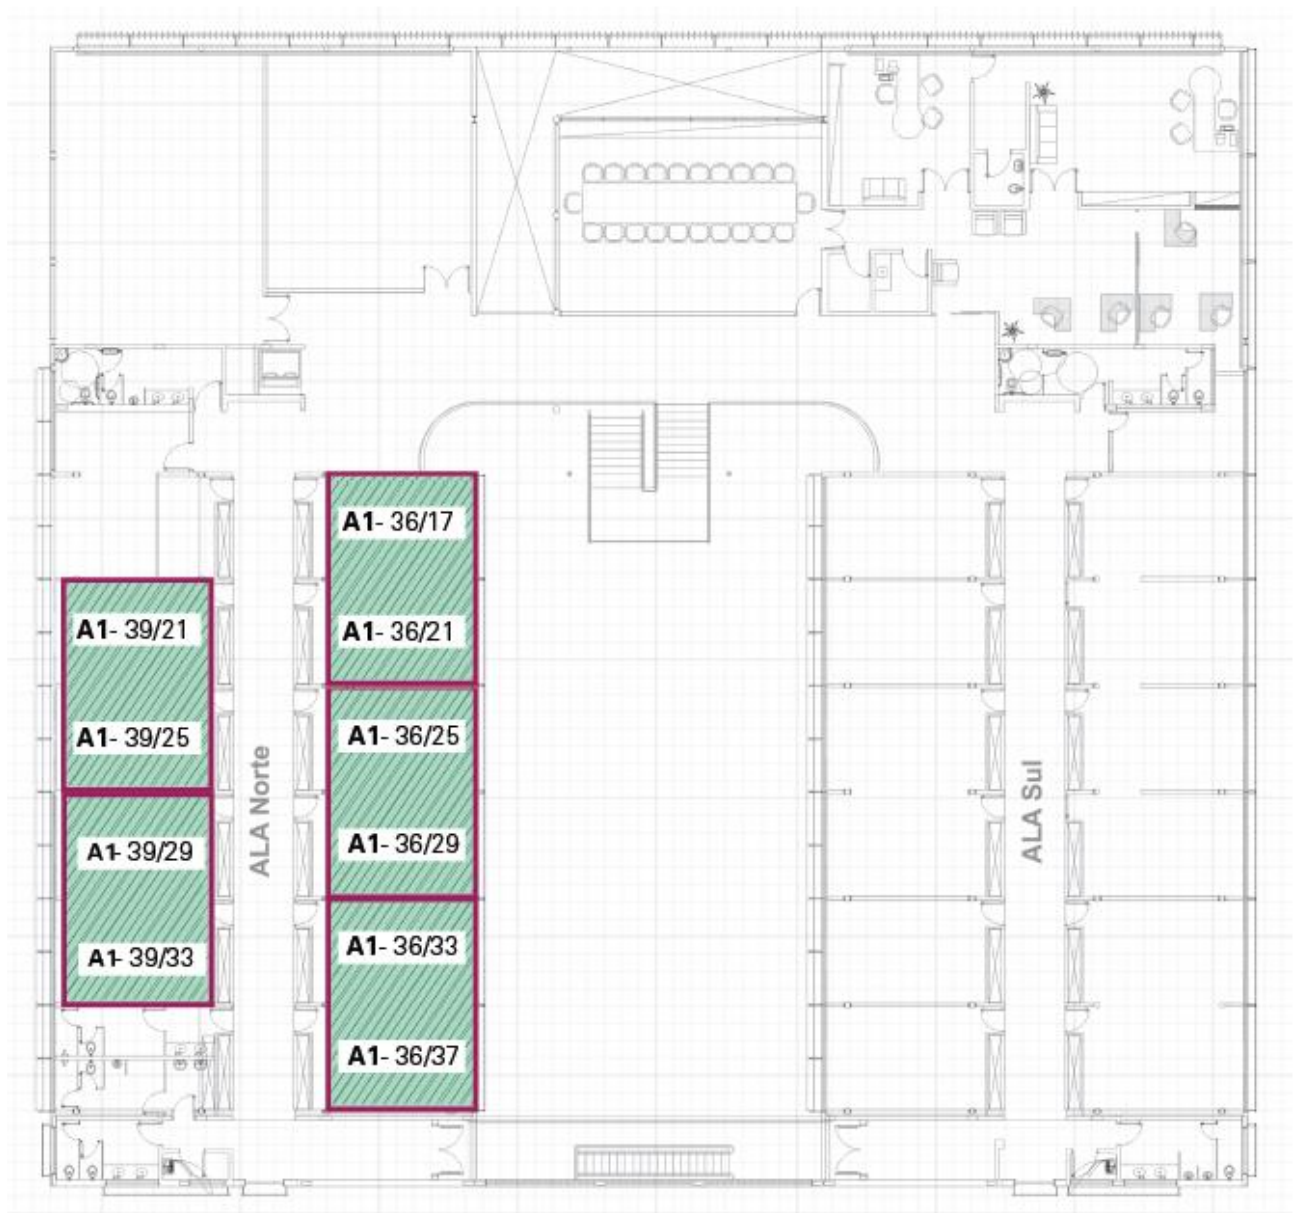 A1- 36/17
A1- 39/21
A1- 36/21
A1- 39/25
A1- 36/25
ALA Norte
ALA Sul
A1- 39/29
A1- 36/29
A1- 39/33
A1- 36/33
A1- 36/37